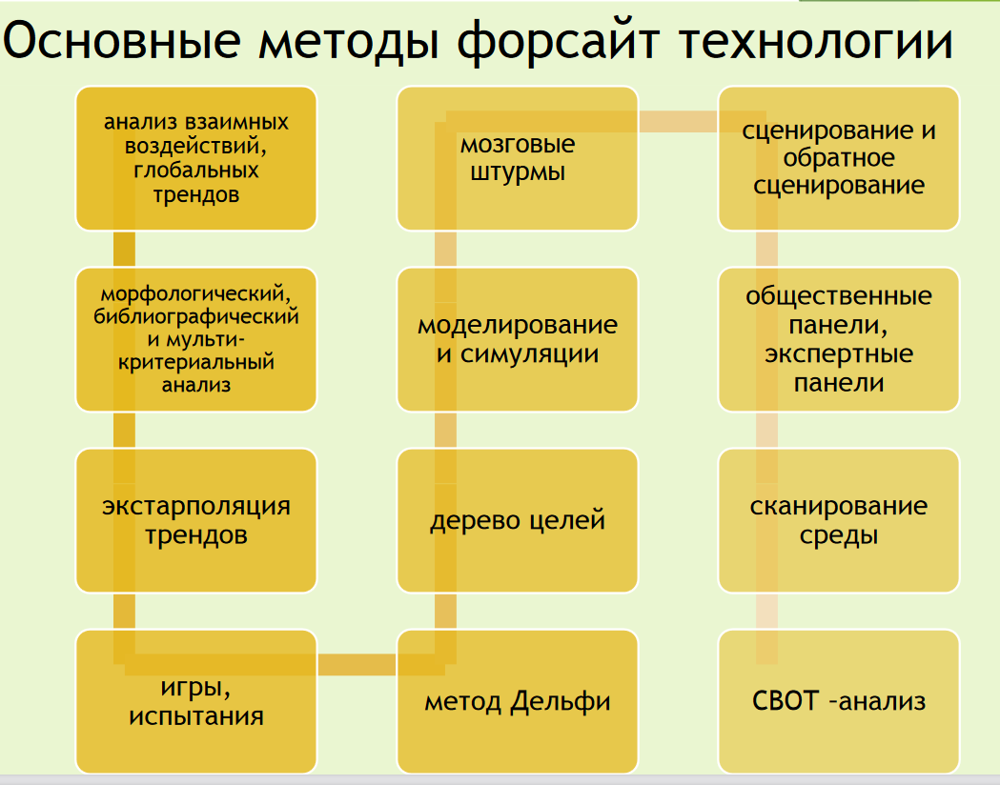 Основные методы форсайт технологии
анализ взаимных
воздействий,
глобальных
трендов
морфологический,
библиографический
и мульти-
критериальный
анализ
экстарполяция
трендов
игры,
испытания
метод Дельфи
дерево целей
моделирование
и симуляции
мозговые
штурмы
сценирование и
обратное
сценирование
общественные
панели,
экспертные
панели
сканирование
среды
СВОТ -анализ